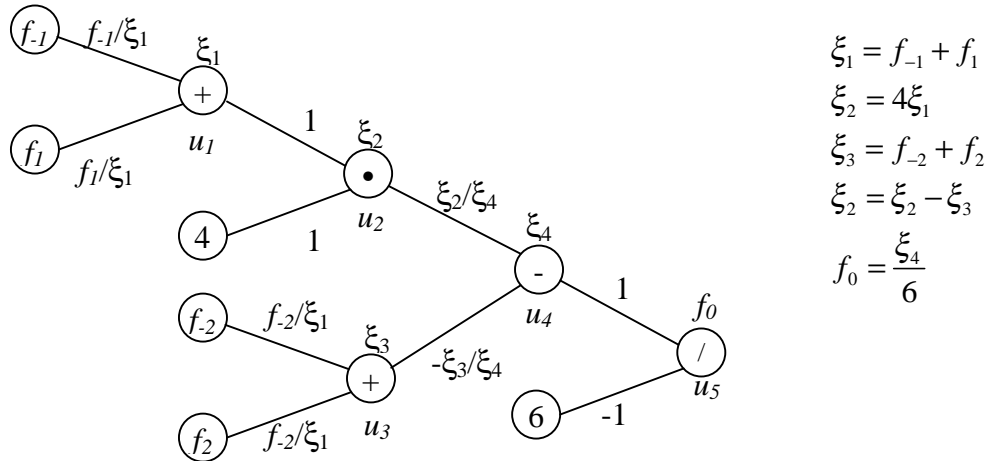 f₋₁
f₋₁/ξ₁
ξ₁
+
u₁
f₁
f₁/ξ₁
1
ξ₂
•
u₂
4
1
ξ₂/ξ₄
ξ₄
-
u₄
f₋₂
f₋₂/ξ₁
ξ₃
+
u₃
f₂
f₋₂/ξ₁
-ξ₃/ξ₄
1
f₀
/
u₅
6
-1
ξ₁ = f₋₁ + f₁
ξ₂ = 4ξ₁
ξ₃ = f₋₂ + f₂
ξ₂ = ξ₂ − ξ₃
f₀ = ξ₄/6